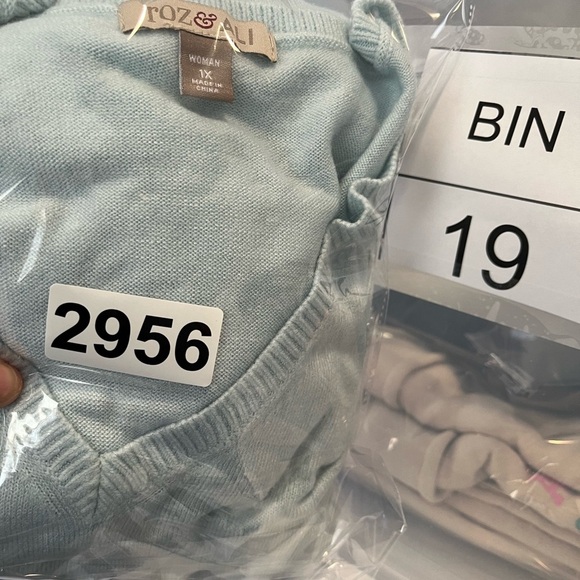 roz & ALI
WOMAN
1X
MADE IN
CHINA
2956
BIN
19